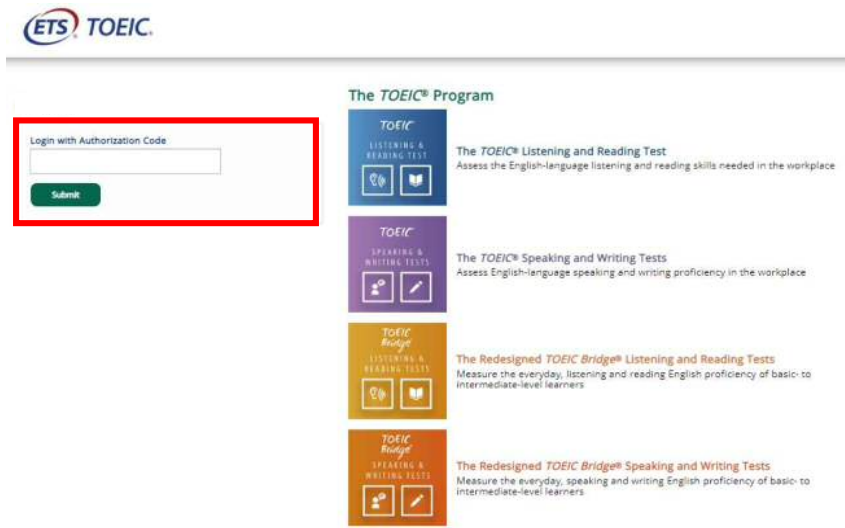 ETS® TOEIC®
Login with Authorization Code
Submit
The TOEIC® Program
TOEIC
LISTENING &
READING TEST
The TOEIC® Listening and Reading Test
Assess the English-language listening and reading skills needed in the workplace
TOEIC
SPEAKING &
WRITING TESTS
The TOEIC® Speaking and Writing Tests
Assess English-language speaking and writing proficiency in the workplace
TOEIC
Bridge
LISTENING &
READING TESTS
The Redesigned TOEIC Bridge® Listening and Reading Tests
Measure the everyday, listening and reading English proficiency of basic- to
intermediate-level learners
TOEIC
Bridge
SPEAKING &
WRITING TESTS
The Redesigned TOEIC Bridge® Speaking and Writing Tests
Measure the everyday, speaking and writing English proficiency of basic- to
intermediate-level learners